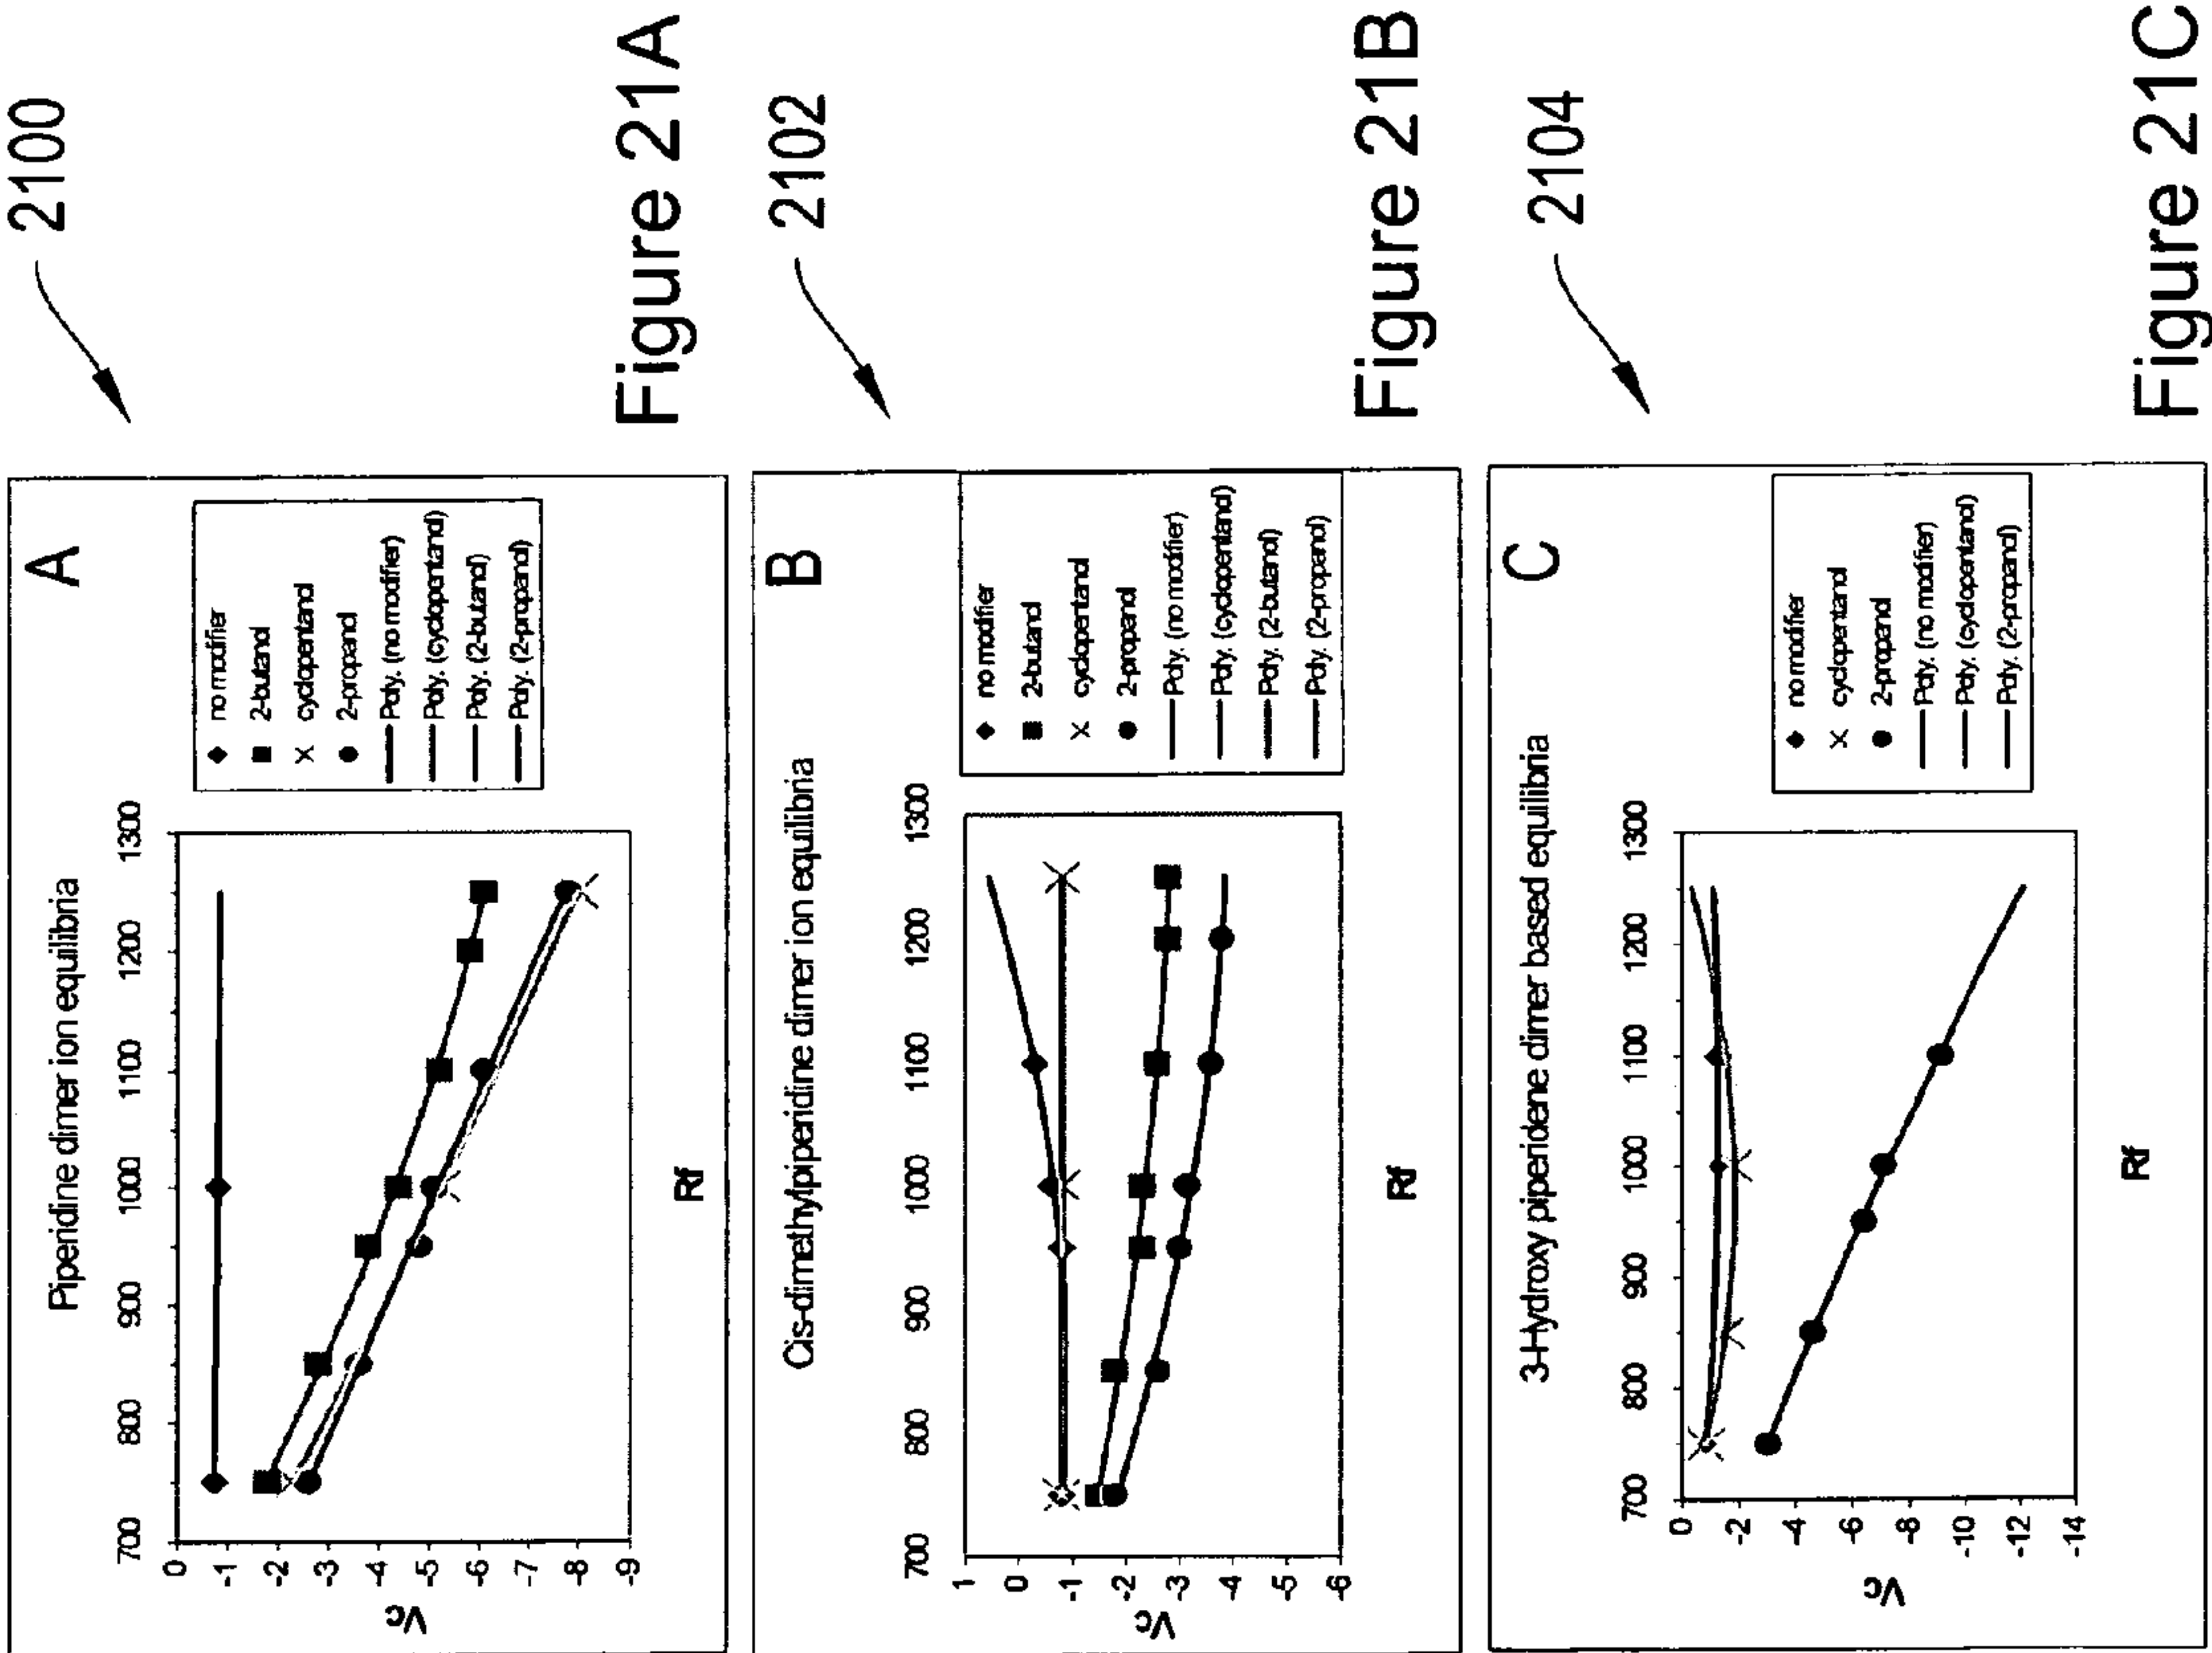 2100
A
Piperidine dimer ion equilibria
700 800 900 1000 1100 1200 1300
0
-1
-2
-3
-4
-5
-6
-7
-8
-9
Vc
Rf
no modifier
2-butanol
cyclopentanol
2-propanol
Poly. (no modifier)
Poly. (cyclopentanol)
Poly. (2-butanol)
Poly. (2-propanol)
Figure 21A
2102
B
Cis-dimethylpiperidine dimer ion equilibria
700 800 900 1000 1100 1200 1300
1
0
-1
-2
-3
-4
-5
-6
Vc
Rf
no modifier
2-butanol
cyclopentanol
2-propanol
Poly. (no modifier)
Poly. (cyclopentanol)
Poly. (2-butanol)
Poly. (2-propanol)
Figure 21B
2104
C
3-Hydroxy piperidene dimer based equilibria
700 800 900 1000 1100 1200 1300
0
-2
-4
-6
-8
-10
-12
-14
Vc
Rf
no modifier
cyclopentanol
2-propanol
Poly. (no modifier)
Poly. (cyclopentanol)
Poly. (2-propanol)
Figure 21C